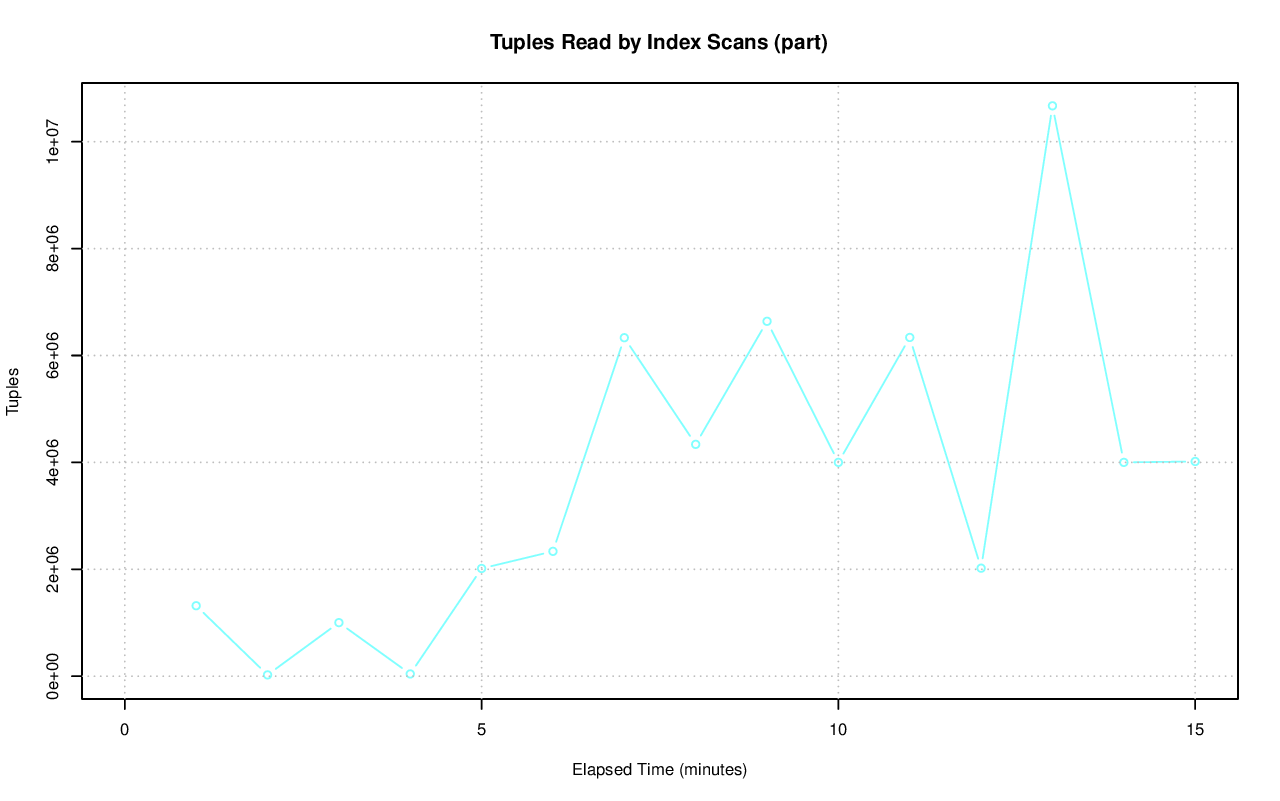 Tuples Read by Index Scans (part)
Tuples
1e+07
8e+06
6e+06
4e+06
2e+06
0e+00
0 5 10 15
Elapsed Time (minutes)